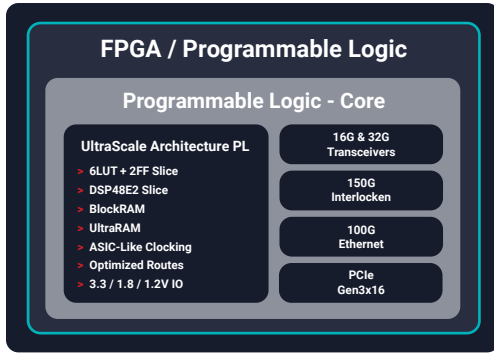 FPGA / Programmable Logic
Programmable Logic - Core
UltraScale Architecture PL
> 6LUT + 2FF Slice
> DSP48E2 Slice
> BlockRAM
> UltraRAM
> ASIC-Like Clocking
> Optimized Routes
> 3.3 / 1.8 / 1.2V IO
16G & 32G
Transceivers
150G
Interlocken
100G
Ethernet
PCIe
Gen3x16